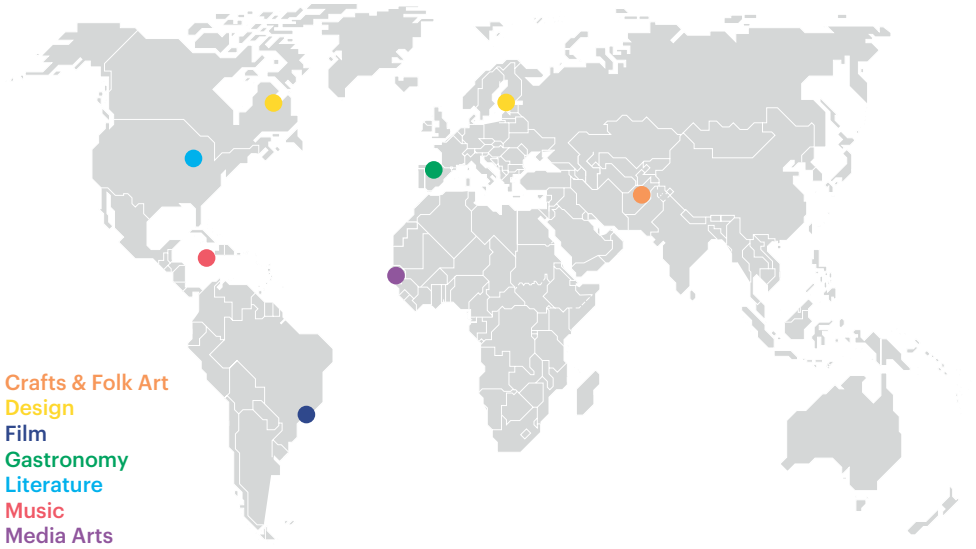 Crafts & Folk Art
Design
Film
Gastronomy
Literature
Music
Media Arts